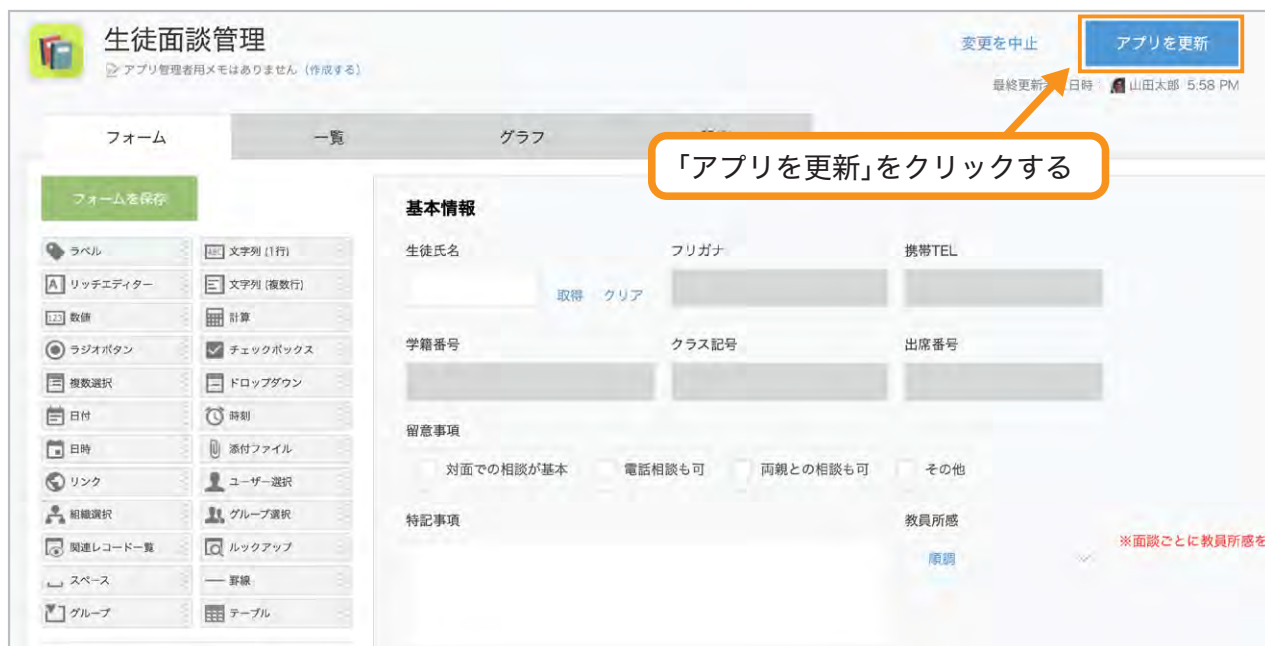 生徒面談管理
アプリ管理者用メモはありません (作成する)
変更を中止
アプリを更新
最終更新
日時 山田太郎 5:58 PM
フォーム 一覧 グラフ
「アプリを更新」をクリックする
フォームを保存
ラベル
ABC 文字列 (1行)
A リッチエディター
文字列 (複数行)
123 数値
計算
ラジオボタン
チェックボックス
複数選択
ドロップダウン
日付
時刻
日時
添付ファイル
リンク
ユーザー選択
組織選択
グループ選択
関連レコード一覧
ルックアップ
スペース
罫線
グループ
テーブル
基本情報
生徒氏名 フリガナ 携帯TEL
取得 クリア
学籍番号 クラス記号 出席番号
留意事項
対面での相談が基本 電話相談も可 両親との相談も可 その他
特記事項 教員所感
順調
※面談ごとに教員所感を